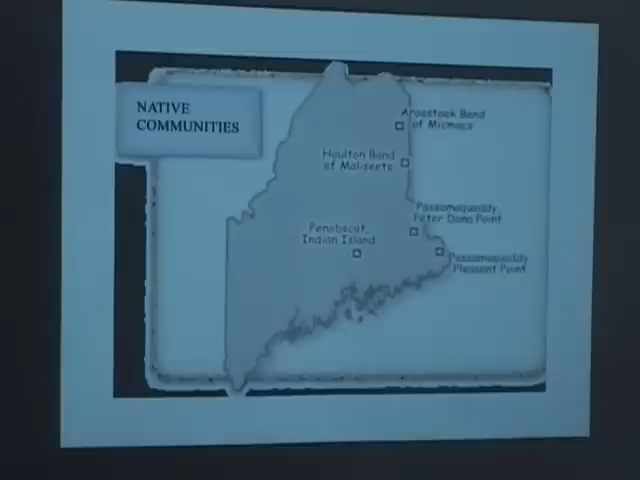 NATIVE
COMMUNITIES
Aroostook Band
of Micmacs
Houlton Band
of Maliseets
Passamaquoddy
Peter Dana Point
Penobscot,
Indian Island
Passamaquoddy
Pleasant Point